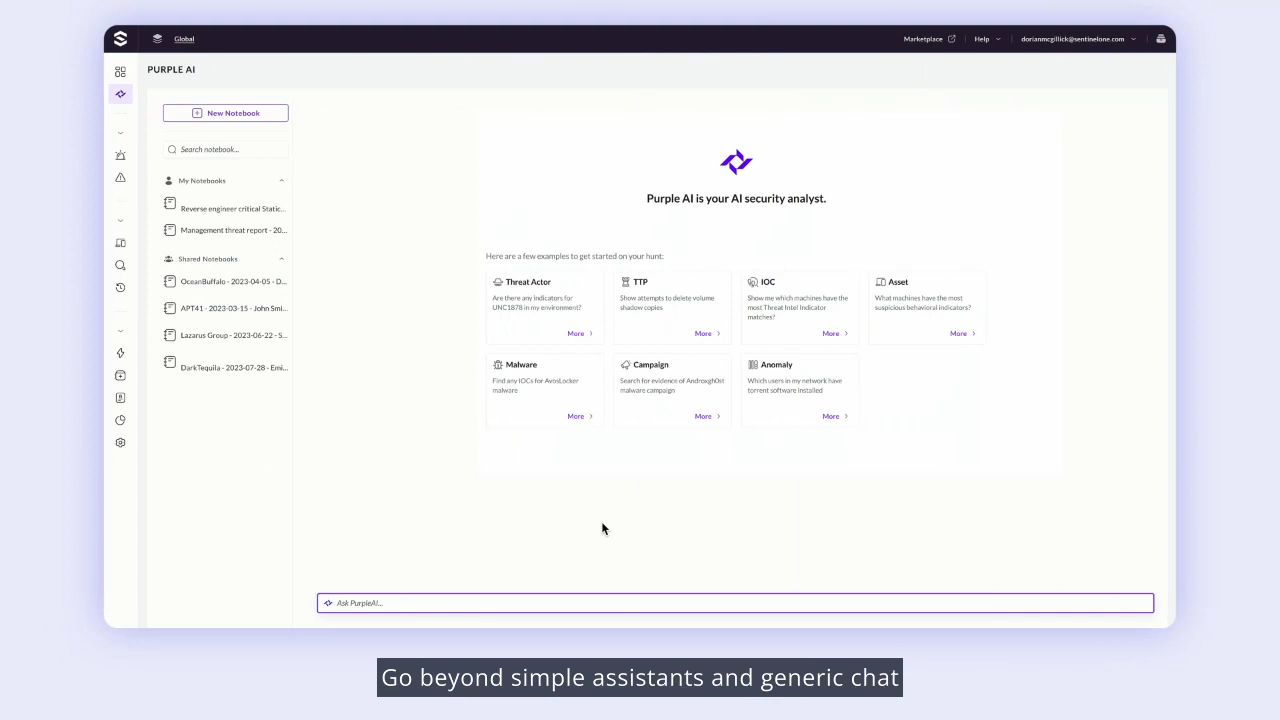 Global
Marketplace
Help
dorianmcgillick@sentinelone.com
PURPLE AI
New Notebook
Search notebook...
My Notebooks
Reverse engineer critical Static...
Management threat report - 20...
Shared Notebooks
OceanBuffalo - 2023-04-05 - D...
APT41 - 2023-03-15 - John Smi...
Lazarus Group - 2023-06-22 - S...
DarkTequila - 2023-07-28 - Emi...
Purple AI is your AI security analyst.
Here are a few examples to get started on your hunt:
Threat Actor
Are there any indicators for
UNC1878 in my environment?
More
TTP
Show attempts to delete volume
shadow copies
More
IOC
Show me which machines have the
most Threat Intel Indicator
matches?
More
Asset
What machines have the most
suspicious behavioral indicators?
More
Malware
Find any IOCs for AvosLocker
malware
More
Campaign
Search for evidence of Androxgh0st
malware campaign
More
Anomaly
Which users in my network have
torrent software installed
More
Ask PurpleAI...
Go beyond simple assistants and generic chat